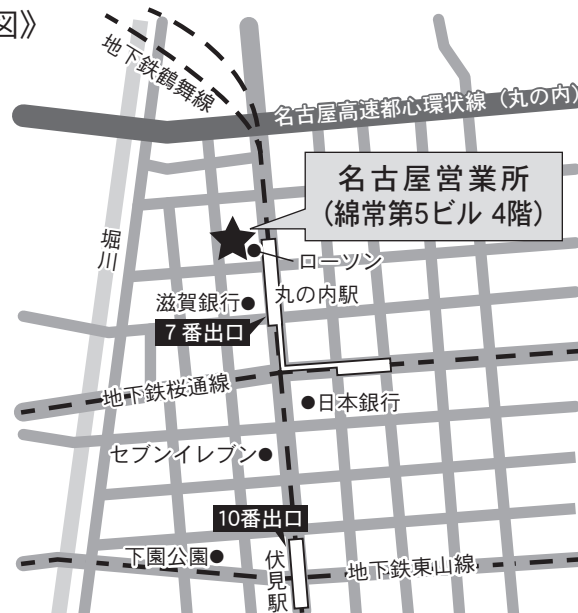 図》
地下鉄鶴舞線
名古屋高速都心環状線（丸の内）
名古屋営業所
(綿常第5ビル 4階)
堀川
ローソン
丸の内駅
滋賀銀行
7番出口
地下鉄桜通線
日本銀行
セブンイレブン
10番出口
下園公園
伏見駅
地下鉄東山線